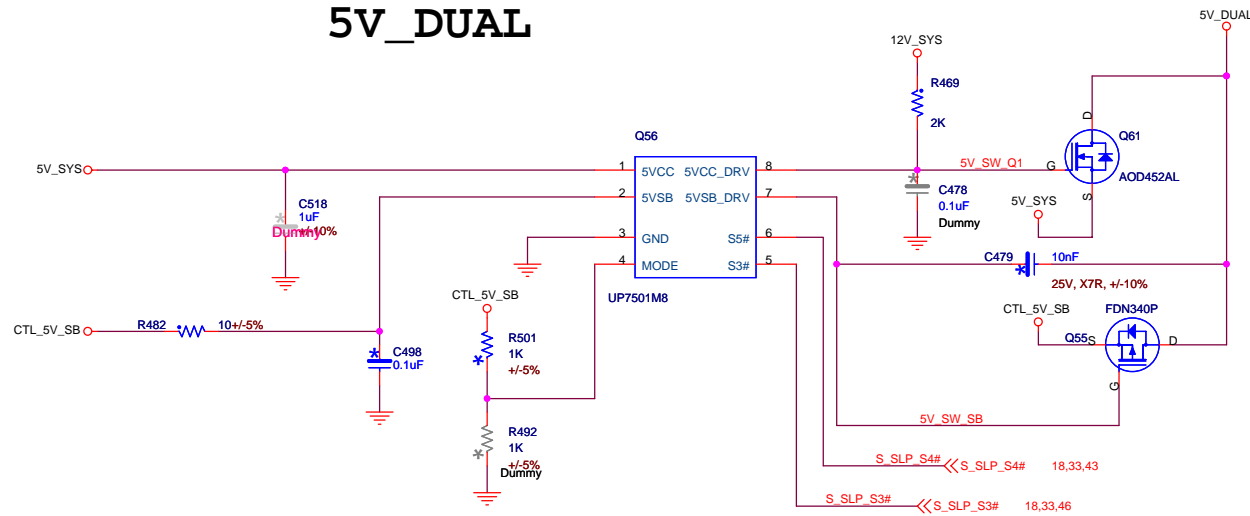 5V_DUAL
5V_DUAL
12V_SYS
R469
2K
Q56
D
Q61
5V_SYS
1 5VCC 5VCC_DRV 8
5V_SW_Q1
G
AOD452AL
2 5VSB 5VSB_DRV 7
C478
0.1uF
Dummy
S
5V_SYS
C518
1uF
+/-10%
Dummy
3 GND S5# 6
4 MODE S3# 5
C479
10nF
25V, X7R, +/-10%
UP7501M8
CTL_5V_SB
CTL_5V_SB
FDN340P
CTL_5V_SB
R482
10+/-5%
R501
1K
+/-5%
Q55
S
D
G
C498
0.1uF
5V_SW_SB
R492
1K
+/-5%
Dummy
S_SLP_S4#
S_SLP_S4# 18,33,43
S_SLP_S3#
S_SLP_S3# 18,33,46